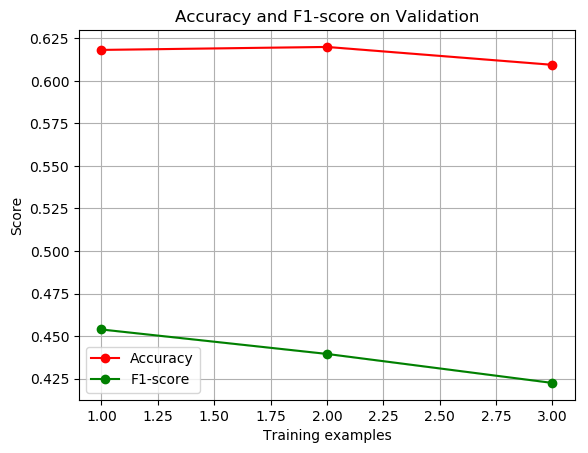 Accuracy and F1-score on Validation
0.625
0.600
0.575
0.550
0.525
0.500
0.475
0.450
0.425
Score
Accuracy
F1-score
1.00 1.25 1.50 1.75 2.00 2.25 2.50 2.75 3.00
Training examples